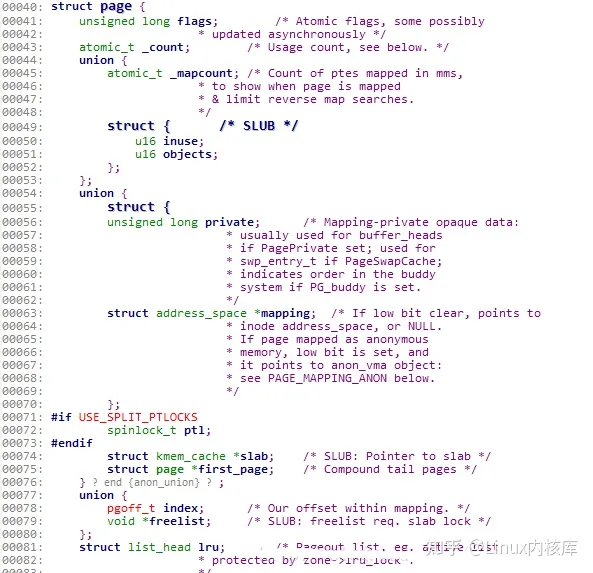 00040: struct page {
00041:     unsigned long flags;        /* Atomic flags, some possibly
00042:                     * updated asynchronously */
00043:     atomic_t _count;        /* Usage count, see below. */
00044:     union {
00045:         atomic_t _mapcount; /* Count of ptes mapped in mms,
00046:                     * to show when page is mapped
00047:                     * & limit reverse map searches.
00048:                     */
00049:         struct {        /* SLUB */
00050:             u16 inuse;
00051:             u16 objects;
00052:         };
00053:     };
00054:     union {
00055:         struct {
00056:         unsigned long private;      /* Mapping-private opaque data:
00057:                         * usually used for buffer_heads
00058:                         * if PagePrivate set; used for
00059:                         * swp_entry_t if PageSwapCache;
00060:                         * indicates order in the buddy
00061:                         * system if PG_buddy is set.
00062:                         */
00063:         struct address_space *mapping;  /* If low bit clear, points to
00064:                         * inode address_space, or NULL.
00065:                         * If page mapped as anonymous
00066:                         * memory, low bit is set, and
00067:                         * it points to anon_vma object:
00068:                         * see PAGE_MAPPING_ANON below.
00069:                         */
00070:         };
00071: #if USE_SPLIT_PTLOCKS
00072:         spinlock_t ptl;
00073: #endif
00074:         struct kmem_cache *slab;    /* SLUB: Pointer to slab */
00075:         struct page *first_page;    /* Compound tail pages */
00076:     } ? end {anon_union} ? ;
00077:     union {
00078:         pgoff_t index;      /* Our offset within mapping. */
00079:         void *freelist;     /* SLUB: freelist req. slab lock */
00080:     };
00081:     struct list_head lru;       /* Pageout list, eg. active_list
00082:                     * protected by zone->lru_lock .
00083:                     */
知乎 @Linux内核库